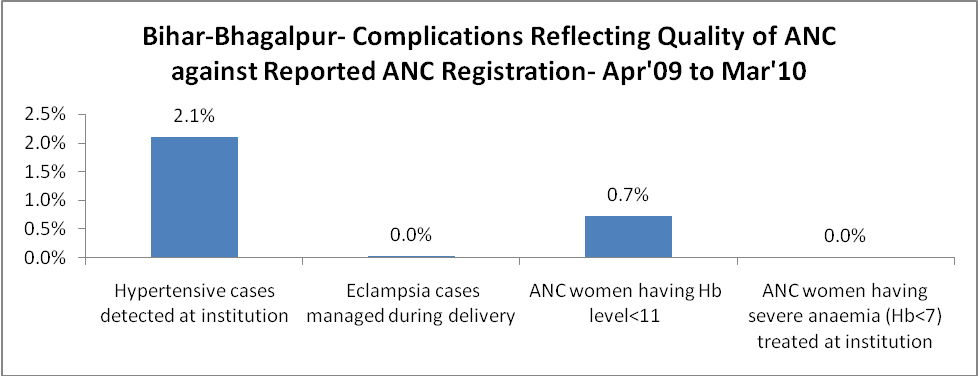 Bihar-Bhagalpur- Complications Reflecting Quality of ANC
against Reported ANC Registration- Apr'09 to Mar'10
2.5%
2.0%
1.5%
1.0%
0.5%
0.0%
2.1%
0.0%
0.7%
0.0%
Hypertensive cases
detected at institution
Eclampsia cases
managed during delivery
ANC women having Hb
level<11
ANC women having
severe anaemia (Hb<7)
treated at institution